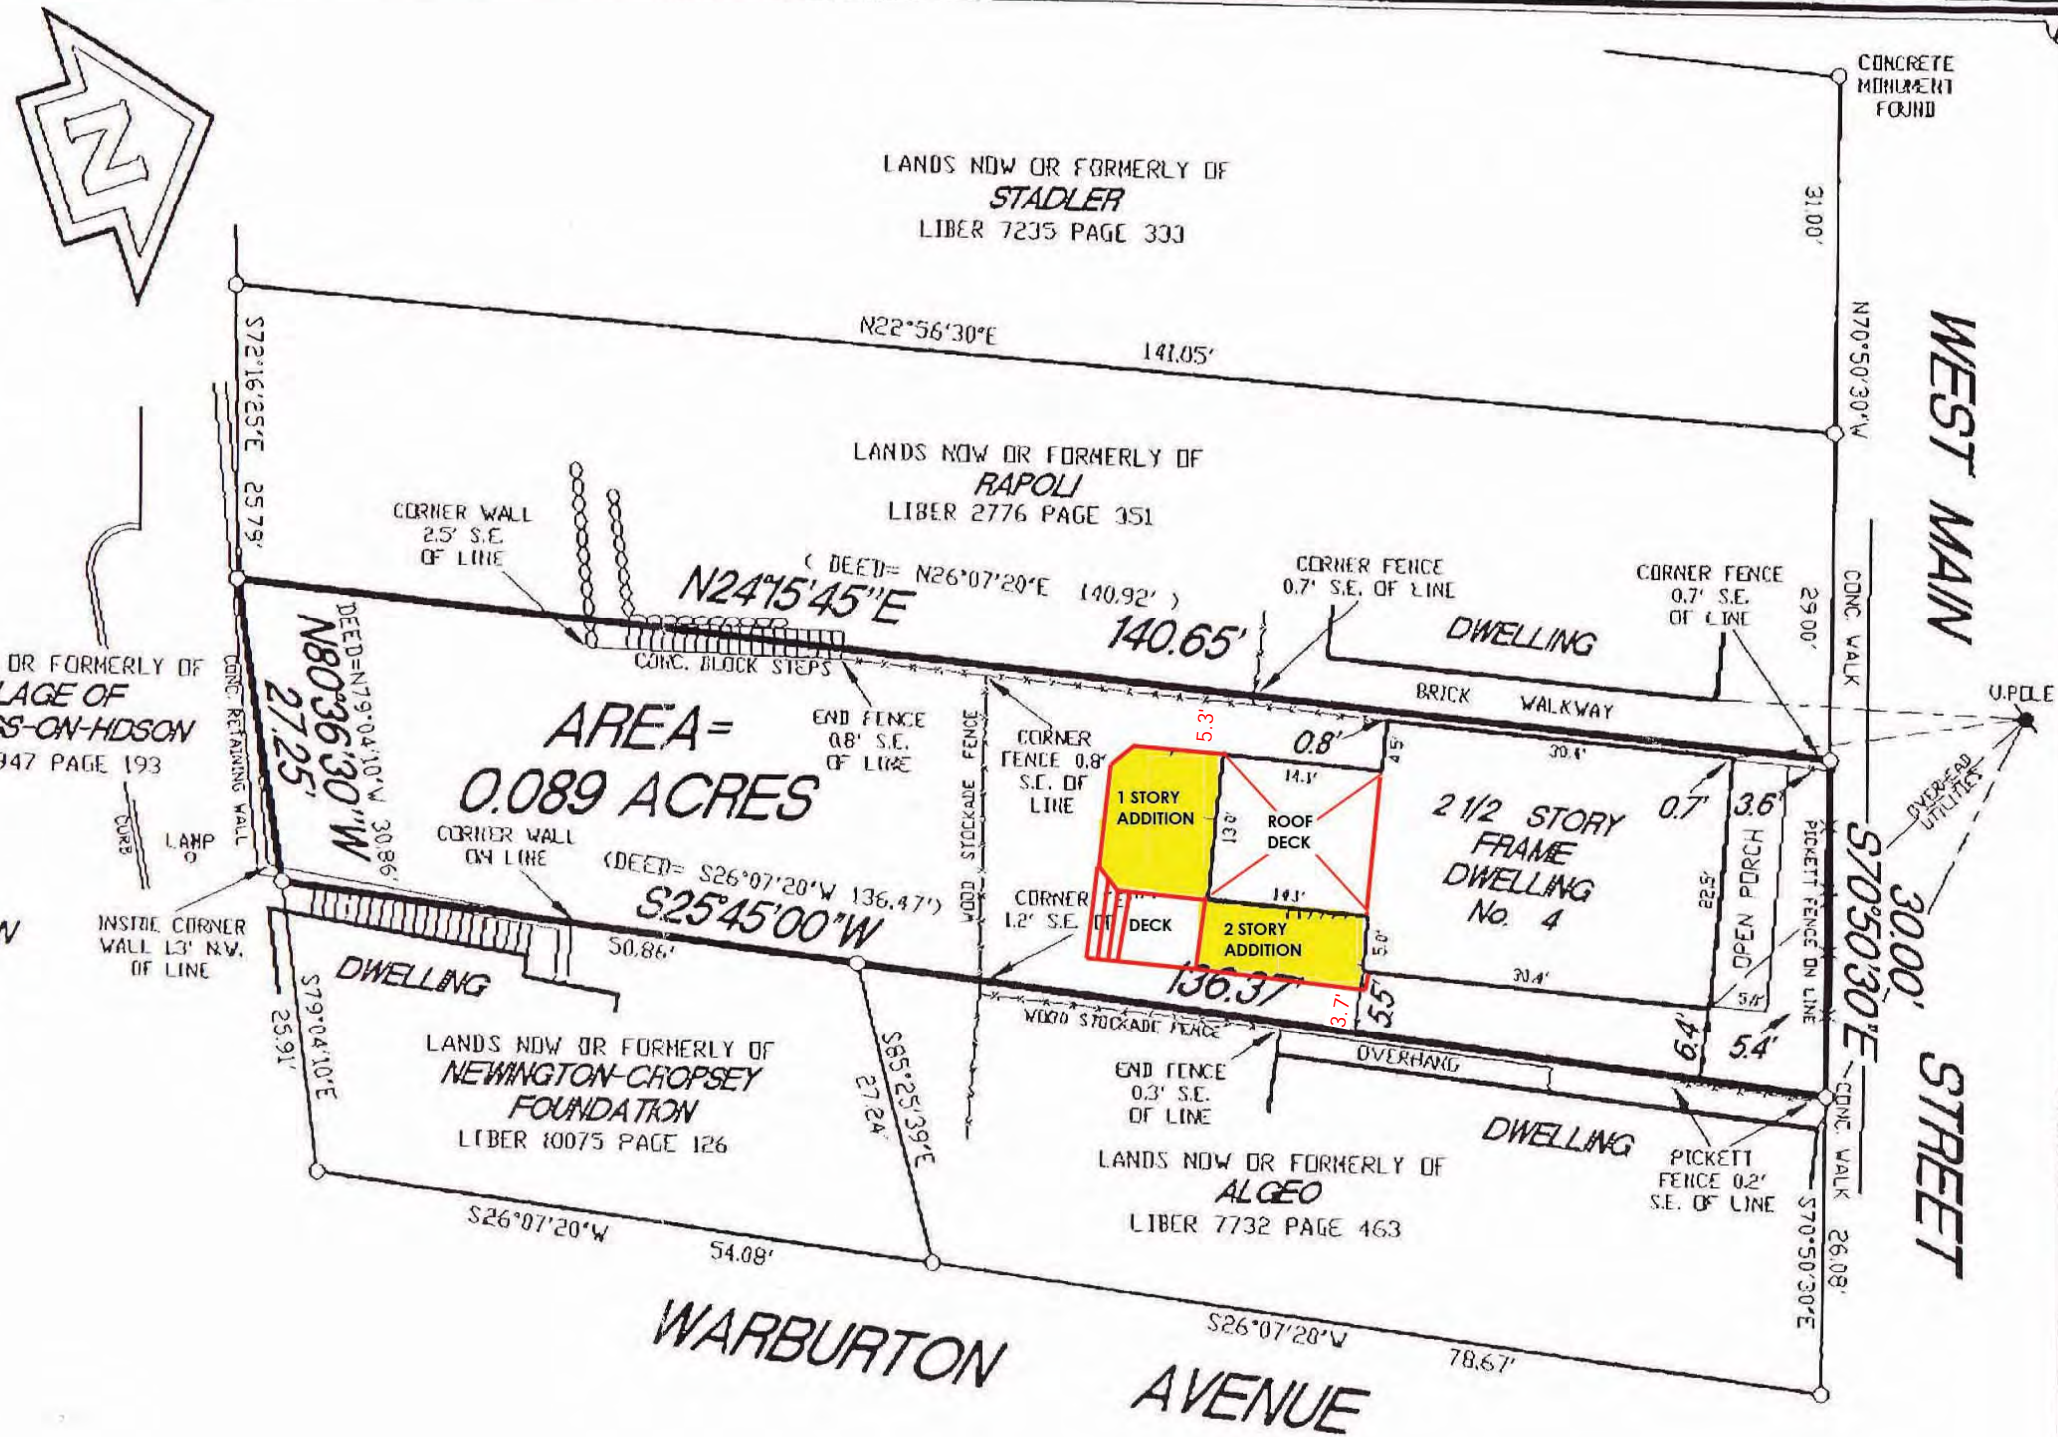 CONCRETE
MONUMENT
FOUND
N
LANDS NOW OR FORMERLY OF
STADLER
LIBER 7235 PAGE 333
31.00'
N22°56'30"E 141.05'
S72°16'25"E 25.79'
N70°50'30"W
WEST MAIN STREET
LANDS NOW OR FORMERLY OF
RAPOLI
LIBER 2776 PAGE 351
CORNER WALL
2.5' S.E.
OF LINE
( DEED= N26°07'20"E 140.92' )
N24°15'45"E 140.65'
CORNER FENCE
0.7' S.E. OF LINE
CORNER FENCE
0.7' S.E.
OF LINE
29.00'
CONC. WALK
DWELLING
BRICK WALKWAY
U.POLE
OVERHEAD
UTILITIES
CONC. BLOCK STEPS
OR FORMERLY OF
LAGE OF
S-ON-HDSON
947 PAGE 193
CONC. RETAINING WALL
DEED=N79°04'10"W 30.86'
N80°36'30"W
27.25'
AREA=
0.089 ACRES
END FENCE
0.8' S.E.
OF LINE
WOOD STOCKADE FENCE
CORNER
FENCE 0.8'
S.E. OF
LINE
5.3'
0.8'
4.5'
30.4'
14.1'
1 STORY
ADDITION
13.0'
ROOF
DECK
2 1/2 STORY
FRAME
DWELLING
No. 4
0.7'
3.6'
22.5'
OPEN PORCH
PICKETT FENCE ON LINE
S70°50'30"E
30.00'
CURB
LAMP
CORNER WALL
ON LINE
(DEED= S26°07'20"W 136.47')
S25°45'00"W
136.37'
CORNER
1.2' S.E. OF
DECK
14.1'
2 STORY
ADDITION
5.0'
30.4'
5.0'
W
INSIDE CORNER
WALL 1.3' N.W.
OF LINE
50.86'
DWELLING
3.7'
5.5'
6.4'
5.4'
WOOD STOCKADE FENCE
OVERHANG
S79°04'10"E
25.91'
LANDS NOW OR FORMERLY OF
NEWINGTON-CROPSEY
FOUNDATION
LIBER 10075 PAGE 126
S85°25'39"E
27.24'
END FENCE
0.3' S.E.
OF LINE
DWELLING
PICKETT
FENCE 0.2'
S.E. OF LINE
CONC. WALK
26.08'
S70°50'30"E
LANDS NOW OR FORMERLY OF
ALGEO
LIBER 7732 PAGE 463
S26°07'20"W 54.08'
S26°07'20"W 78.67'
WARBURTON AVENUE